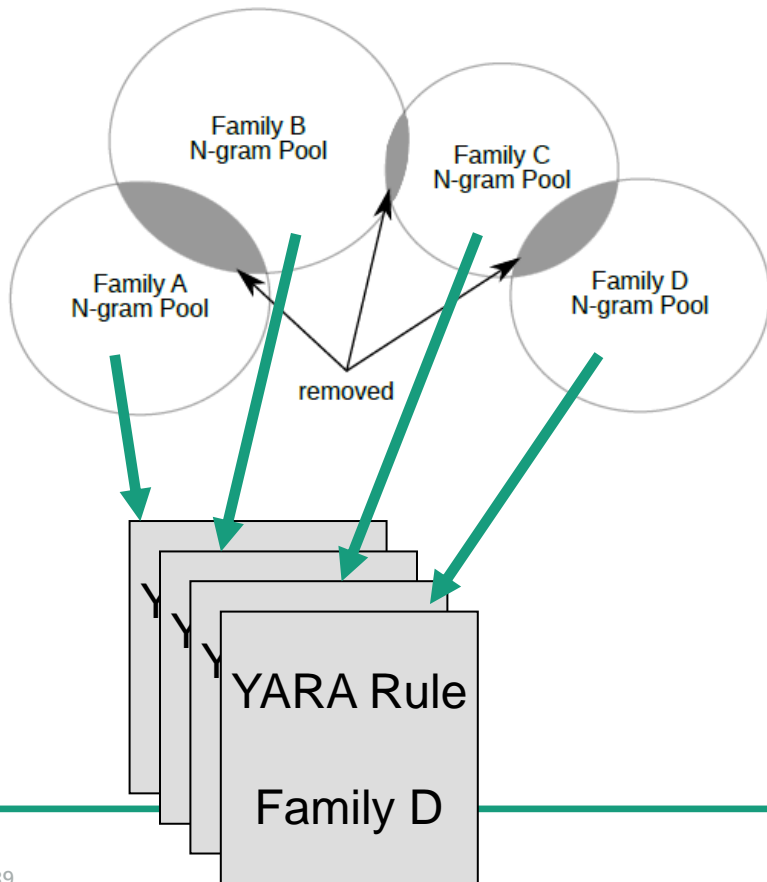 Family B
N-gram Pool
Family C
N-gram Pool
Family A
N-gram Pool
Family D
N-gram Pool
removed
Y
Y
Y
YARA Rule
Family D